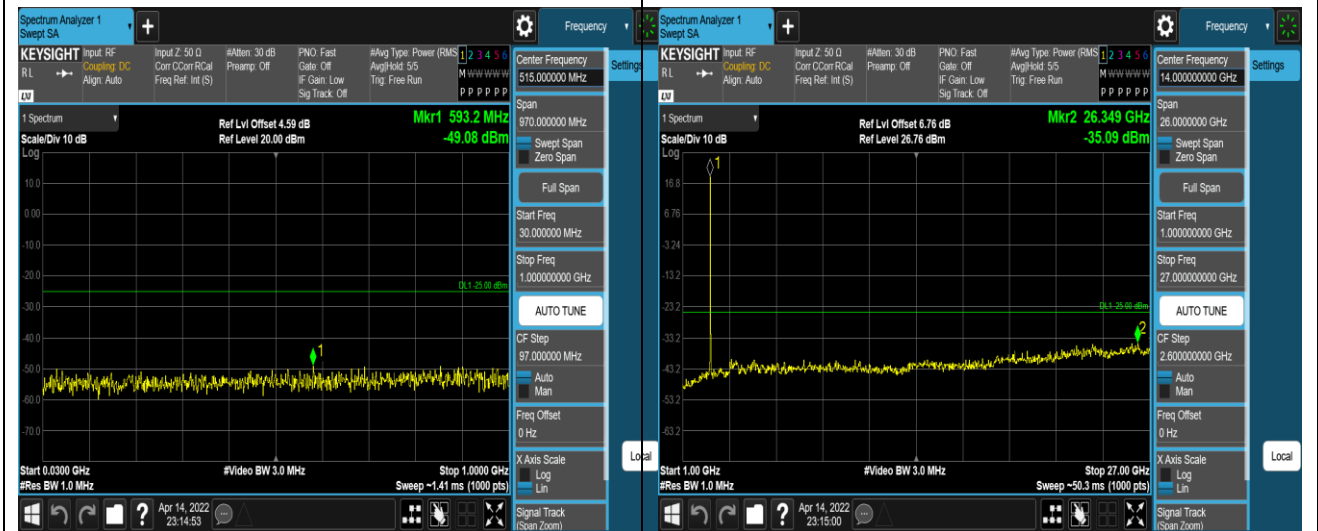 Spectrum Analyzer 1
Swept SA
+
Frequency
KEYSIGHT
RL
LXI
Input: RF
Coupling: DC
Align: Auto
Input Z: 50 Ω
Corr CCorr RCal
Freq Ref: Int (S)
#Atten: 30 dB
Preamp: Off
PNO: Fast
Gate: Off
IF Gain: Low
Sig Track: Off
#Avg Type: Power (RMS
Avg|Hold: 5/5
Trig: Free Run
1 2 3 4 5 6
M W W W W W
P P P P P P
Center Frequency
515.000000 MHz
Settings
1 Spectrum
Scale/Div 10 dB
Log
Ref Lvl Offset 4.59 dB
Ref Level 20.00 dBm
Mkr1 593.2 MHz
-49.08 dBm
10.0
0.00
-10.0
-20.0
-30.0
-40.0
-50.0
-60.0
-70.0
DL1 -25.00 dBm
1
Start 0.0300 GHz
#Res BW 1.0 MHz
#Video BW 3.0 MHz
Stop 1.0000 GHz
Sweep ~1.41 ms (1000 pts)
Span
970.000000 MHz
Swept Span
Zero Span
Full Span
Start Freq
30.000000 MHz
Stop Freq
1.000000000 GHz
AUTO TUNE
CF Step
97.000000 MHz
Auto
Man
Freq Offset
0 Hz
X Axis Scale
Log
Lin
Signal Track
(Span Zoom)
Local
?
Apr 14, 2022
23:14:53
Spectrum Analyzer 1
Swept SA
+
Frequency
KEYSIGHT
RL
LXI
Input: RF
Coupling: DC
Align: Auto
Input Z: 50 Ω
Corr CCorr RCal
Freq Ref: Int (S)
#Atten: 30 dB
Preamp: Off
PNO: Fast
Gate: Off
IF Gain: Low
Sig Track: Off
#Avg Type: Power (RMS
Avg|Hold: 5/5
Trig: Free Run
1 2 3 4 5 6
M W W W W W
P P P P P P
Center Frequency
14.000000000 GHz
Settings
1 Spectrum
Scale/Div 10 dB
Log
Ref Lvl Offset 6.76 dB
Ref Level 26.76 dBm
Mkr2 26.349 GHz
-35.09 dBm
1
16.8
6.76
-3.24
-13.2
-23.2
-33.2
-43.2
-53.2
-63.2
DL1 -25.00 dBm
2
Start 1.00 GHz
#Res BW 1.0 MHz
#Video BW 3.0 MHz
Stop 27.00 GHz
Sweep ~50.3 ms (1000 pts)
Span
26.0000000 GHz
Swept Span
Zero Span
Full Span
Start Freq
1.000000000 GHz
Stop Freq
27.000000000 GHz
AUTO TUNE
CF Step
2.600000000 GHz
Auto
Man
Freq Offset
0 Hz
X Axis Scale
Log
Lin
Signal Track
(Span Zoom)
Local
?
Apr 14, 2022
23:15:00